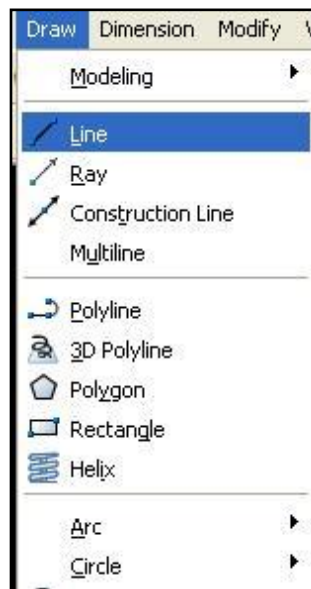 Draw Dimension Modify
Modeling
Line
Ray
Construction Line
Multiline
Polyline
3D Polyline
Polygon
Rectangle
Helix
Arc
Circle